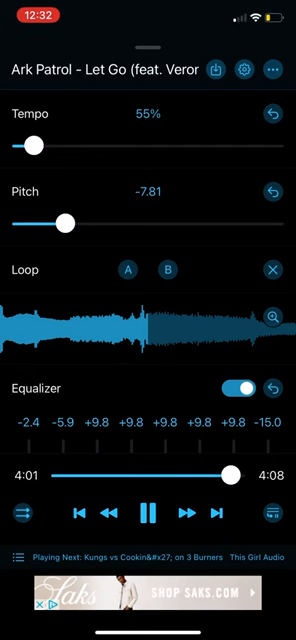 12:32
Ark Patrol - Let Go (feat. Veror
Tempo 55%
Pitch -7.81
Loop A B
Equalizer
-2.4 -5.9 +9.8 +9.8 +9.8 +9.8 +9.8 -15.0
4:01 4:08
Playing Next: Kungs vs Cookin&#x27; on 3 Burners This Girl Audio
Saks SHOP SAKS.COM